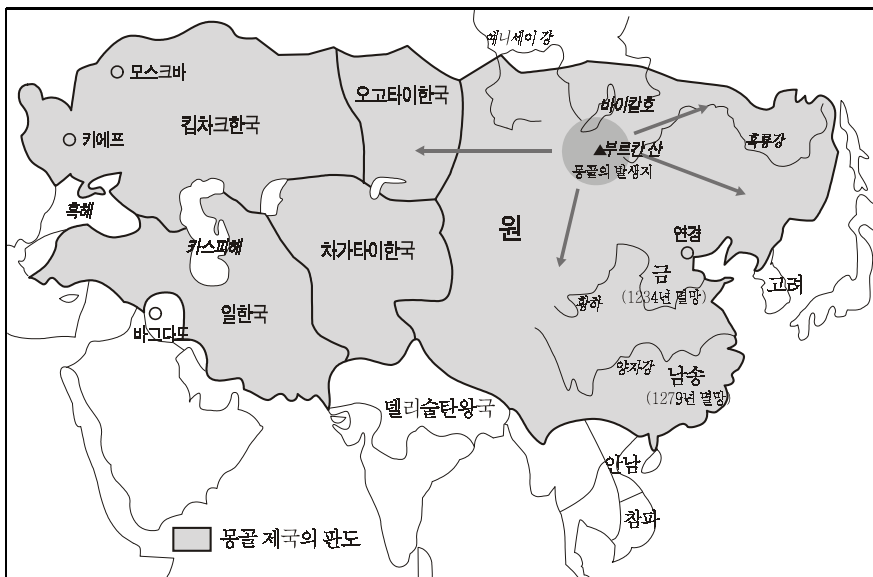 예니세이 강
모스크바
오고타이한국
바이칼호
킵차크한국
키에프
흑룡강
▲부르칸 산
몽골의 발생지
흑해
카스피해
차가타이한국
원
연경
금
(1234년 멸망)
고려
황하
일한국
바그다드
양자강
남송
(1279년 멸망)
델리술탄왕국
안남
참파
몽골 제국의 판도